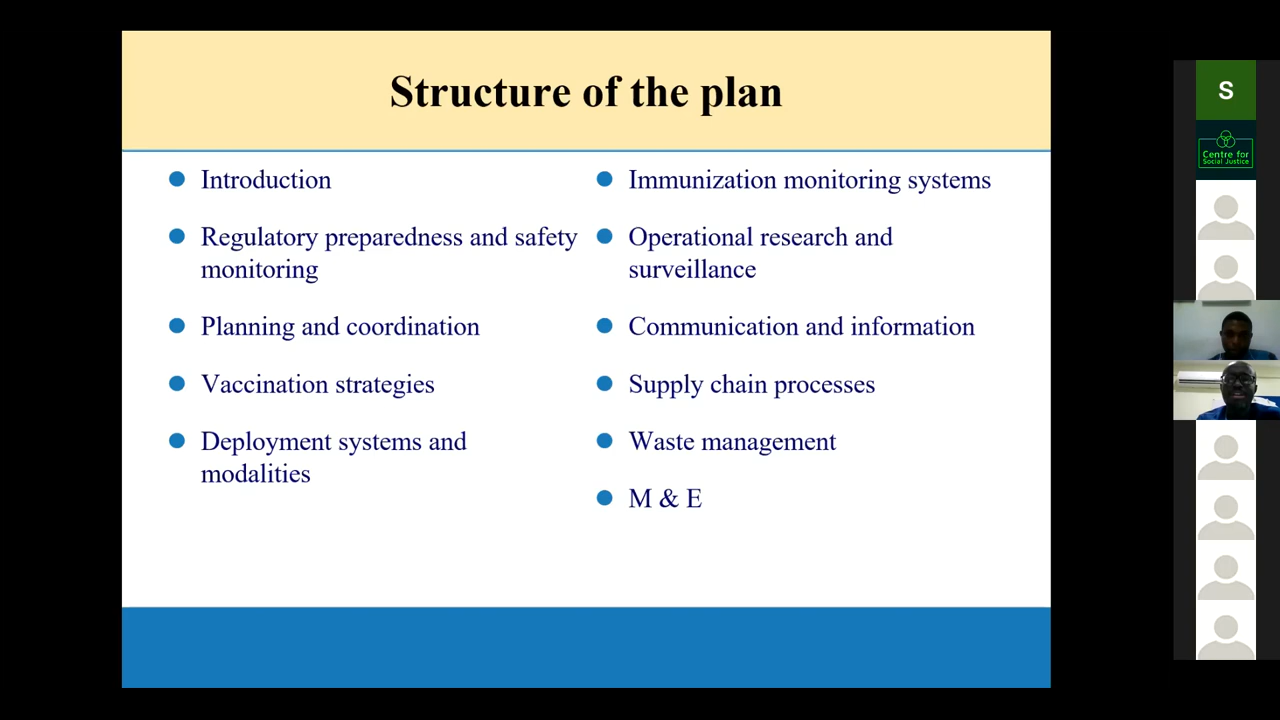 Structure of the plan
Introduction
Regulatory preparedness and safety
monitoring
Planning and coordination
Vaccination strategies
Deployment systems and
modalities
Immunization monitoring systems
Operational research and
surveillance
Communication and information
Supply chain processes
Waste management
M & E
S
Centre for
Social Justice